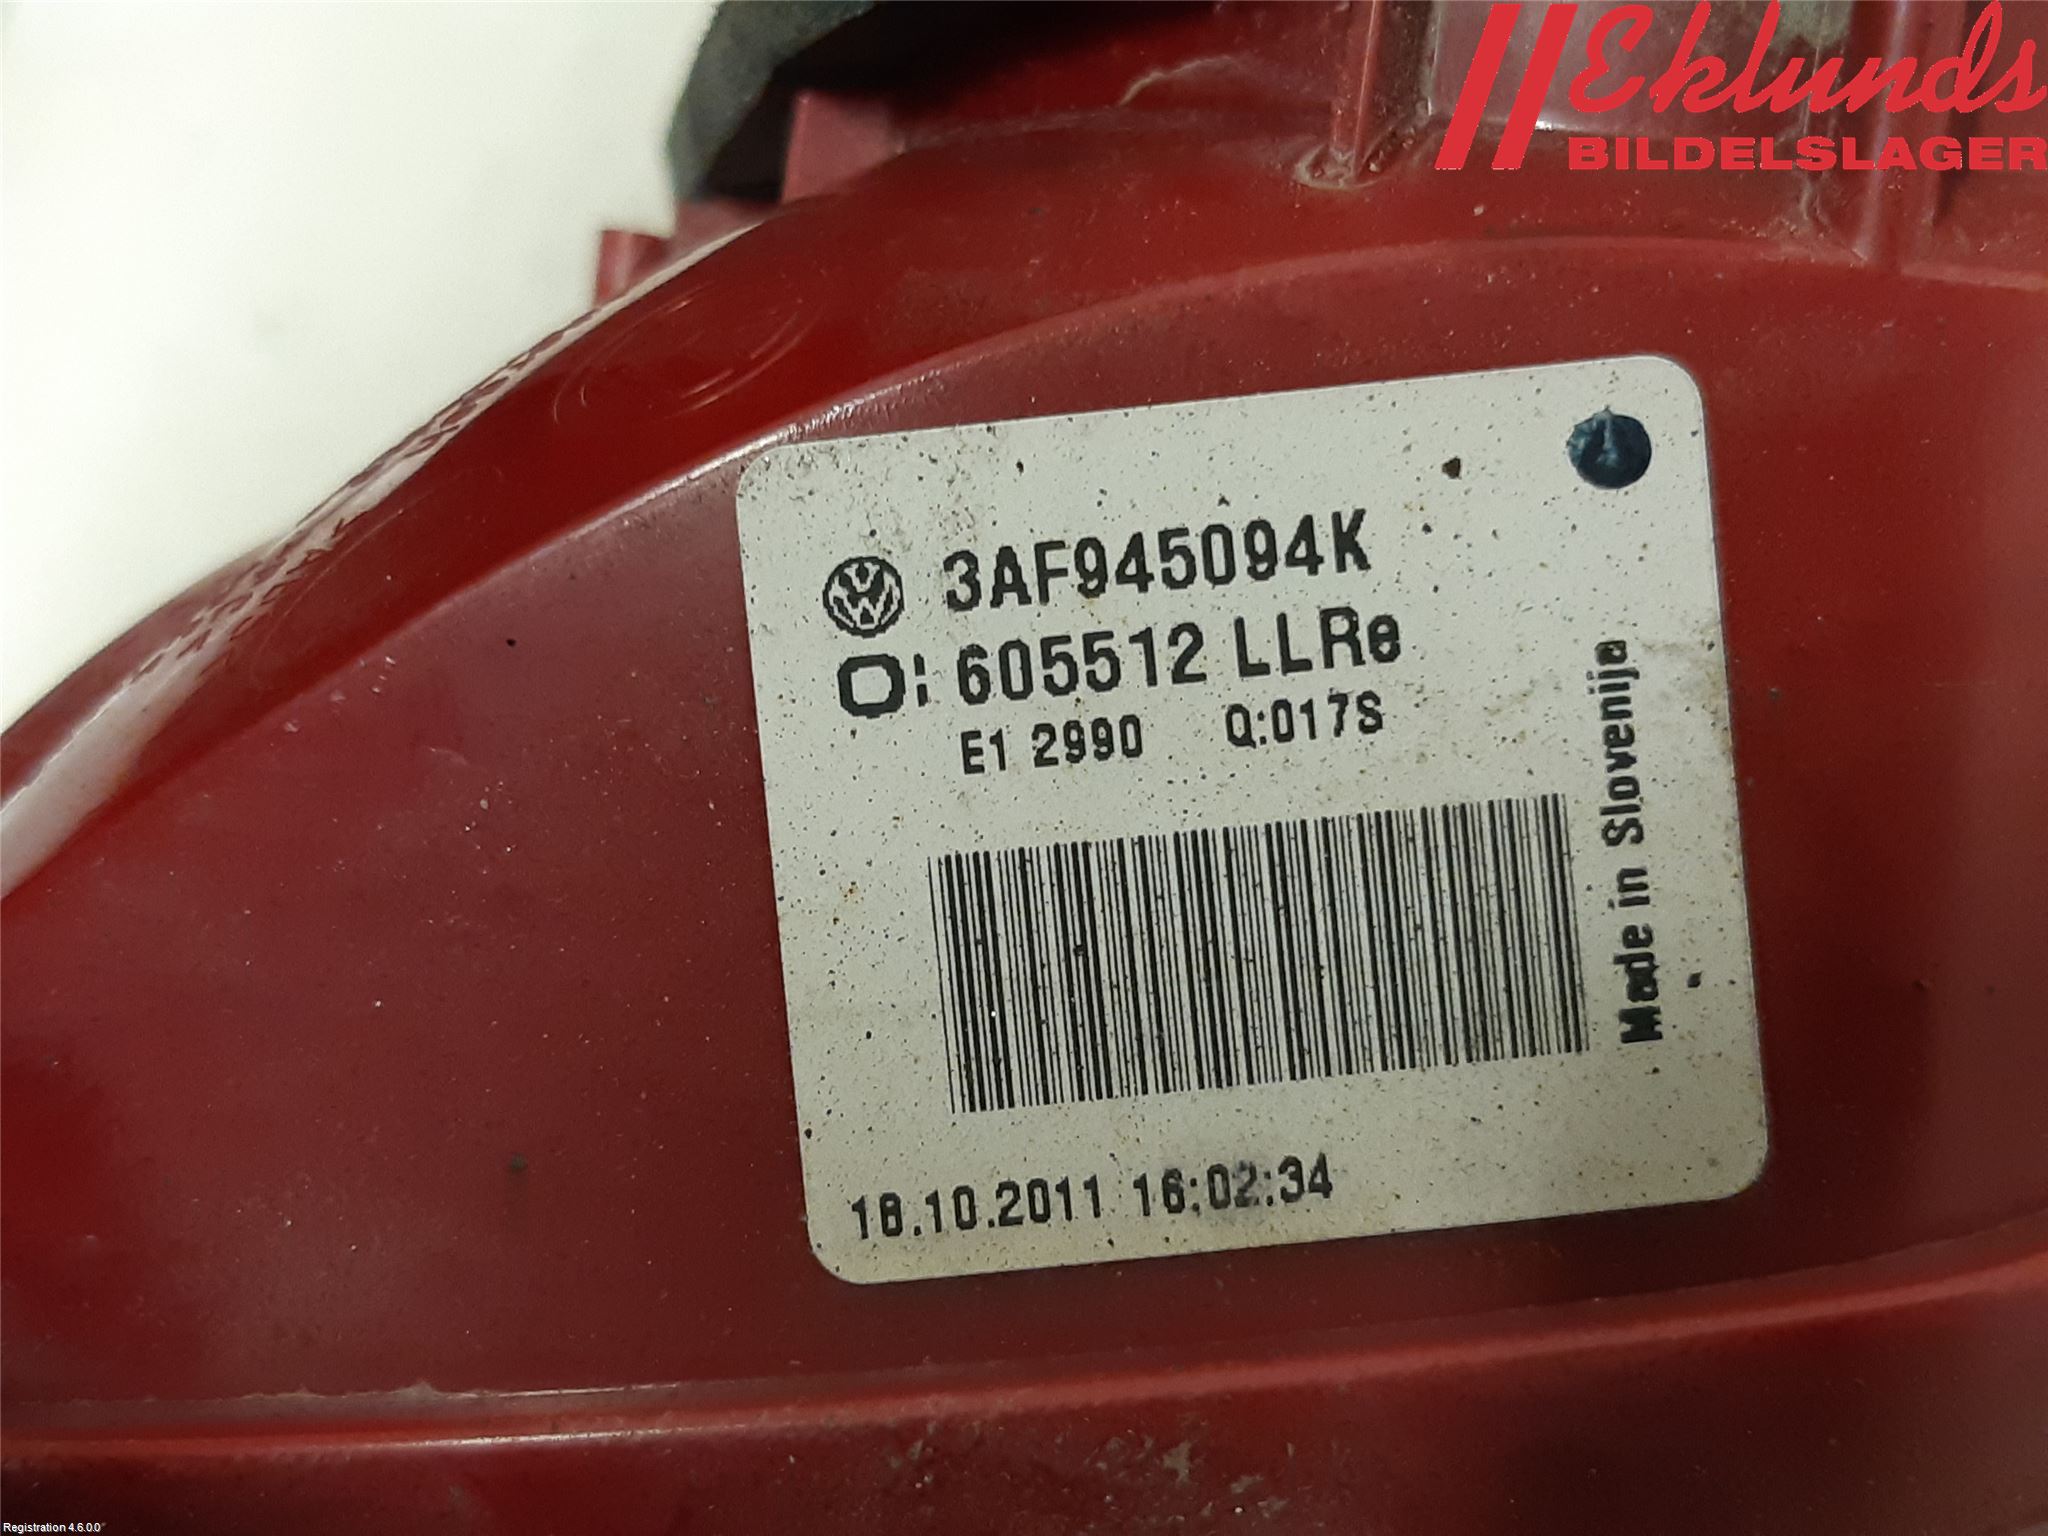 Eklunds
BILDELSLAGER
3AF945094K
O: 605512 LLRe
E1 2990 Q:017S
Made in Slovenija
18.10.2011 16:02:34
Registration 4.6.0.0